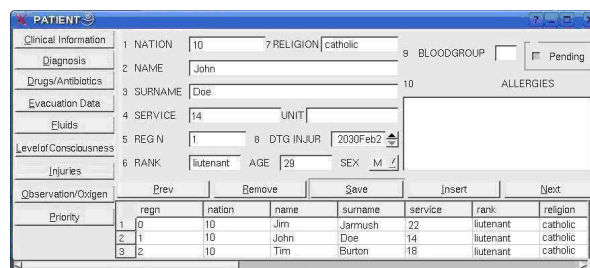 PATIENT
Clinical Information
Diagnosis
Drugs/Antibiotics
Evacuation Data
Fluids
Level of Consciousness
Injuries
Observation/Oxigen
Priority
1 NATION 10 7 RELIGION catholic
2 NAME John
3 SURNAME Doe
4 SERVICE 14 UNIT
5 REG N 1 8 DTG INJUR 2030Feb2
6 RANK liutenant AGE 29 SEX M
9 BLOODGROUP Pending
10 ALLERGIES
Prev Remove Save Insert Next
regn nation name surname service rank religion
1 0 10 Jim Jarmush 22 liutenant catholic
2 1 10 John Doe 14 liutenant catholic
3 2 10 Tim Burton 18 liutenant catholic